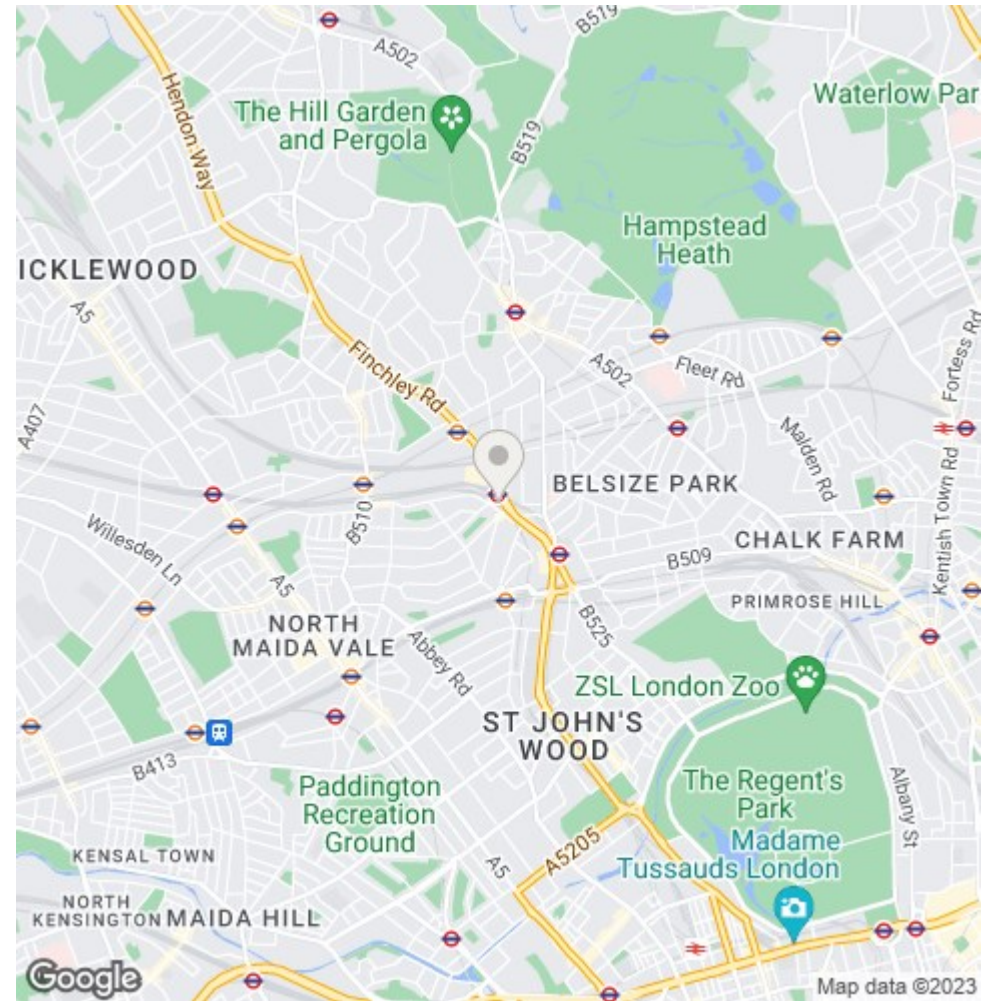 B519
A502
Hendon Way
The Hill Garden
and Pergola
B519
Waterlow Par
Hampstead
Heath
ICKLEWOOD
A5
Finchley Rd
A502
Fleet Rd
Fortess Rd
A407
Malden Rd
BELSIZE PARK
B510
Kentish Town Rd
Willesden Ln
CHALK FARM
B509
A5
PRIMROSE HILL
NORTH
MAIDA VALE
Abbey Rd
B525
ZSL London Zoo
ST JOHN'S
WOOD
B413
The Regent's
Park
Albany St
Paddington
Recreation
Ground
Madame
Tussauds London
A5205
A5
KENSAL TOWN
NORTH
KENSINGTON
MAIDA HILL
Google
Map data ©2023